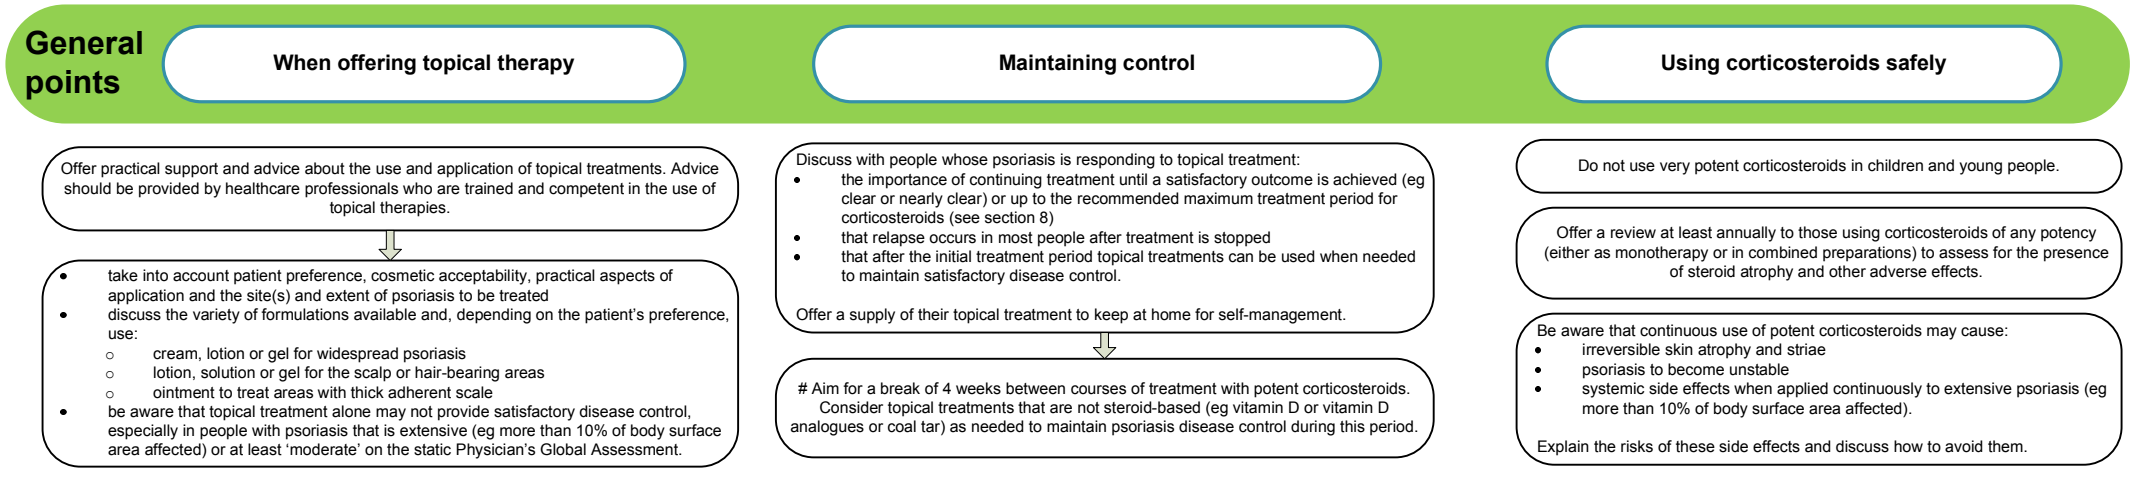 General
points
When offering topical therapy
Maintaining control
Using corticosteroids safely
Offer practical support and advice about the use and application of topical treatments. Advice
should be provided by healthcare professionals who are trained and competent in the use of
topical therapies.
• take into account patient preference, cosmetic acceptability, practical aspects of
application and the site(s) and extent of psoriasis to be treated
• discuss the variety of formulations available and, depending on the patient's preference,
use:
o cream, lotion or gel for widespread psoriasis
o lotion, solution or gel for the scalp or hair-bearing areas
o ointment to treat areas with thick adherent scale
• be aware that topical treatment alone may not provide satisfactory disease control,
especially in people with psoriasis that is extensive (eg more than 10% of body surface
area affected) or at least 'moderate' on the static Physician's Global Assessment.
Discuss with people whose psoriasis is responding to topical treatment:
• the importance of continuing treatment until a satisfactory outcome is achieved (eg
clear or nearly clear) or up to the recommended maximum treatment period for
corticosteroids (see section 8)
• that relapse occurs in most people after treatment is stopped
• that after the initial treatment period topical treatments can be used when needed
to maintain satisfactory disease control.
Offer a supply of their topical treatment to keep at home for self-management.
# Aim for a break of 4 weeks between courses of treatment with potent corticosteroids.
Consider topical treatments that are not steroid-based (eg vitamin D or vitamin D
analogues or coal tar) as needed to maintain psoriasis disease control during this period.
Do not use very potent corticosteroids in children and young people.
Offer a review at least annually to those using corticosteroids of any potency
(either as monotherapy or in combined preparations) to assess for the presence
of steroid atrophy and other adverse effects.
Be aware that continuous use of potent corticosteroids may cause:
• irreversible skin atrophy and striae
• psoriasis to become unstable
• systemic side effects when applied continuously to extensive psoriasis (eg
more than 10% of body surface area affected).
Explain the risks of these side effects and discuss how to avoid them.